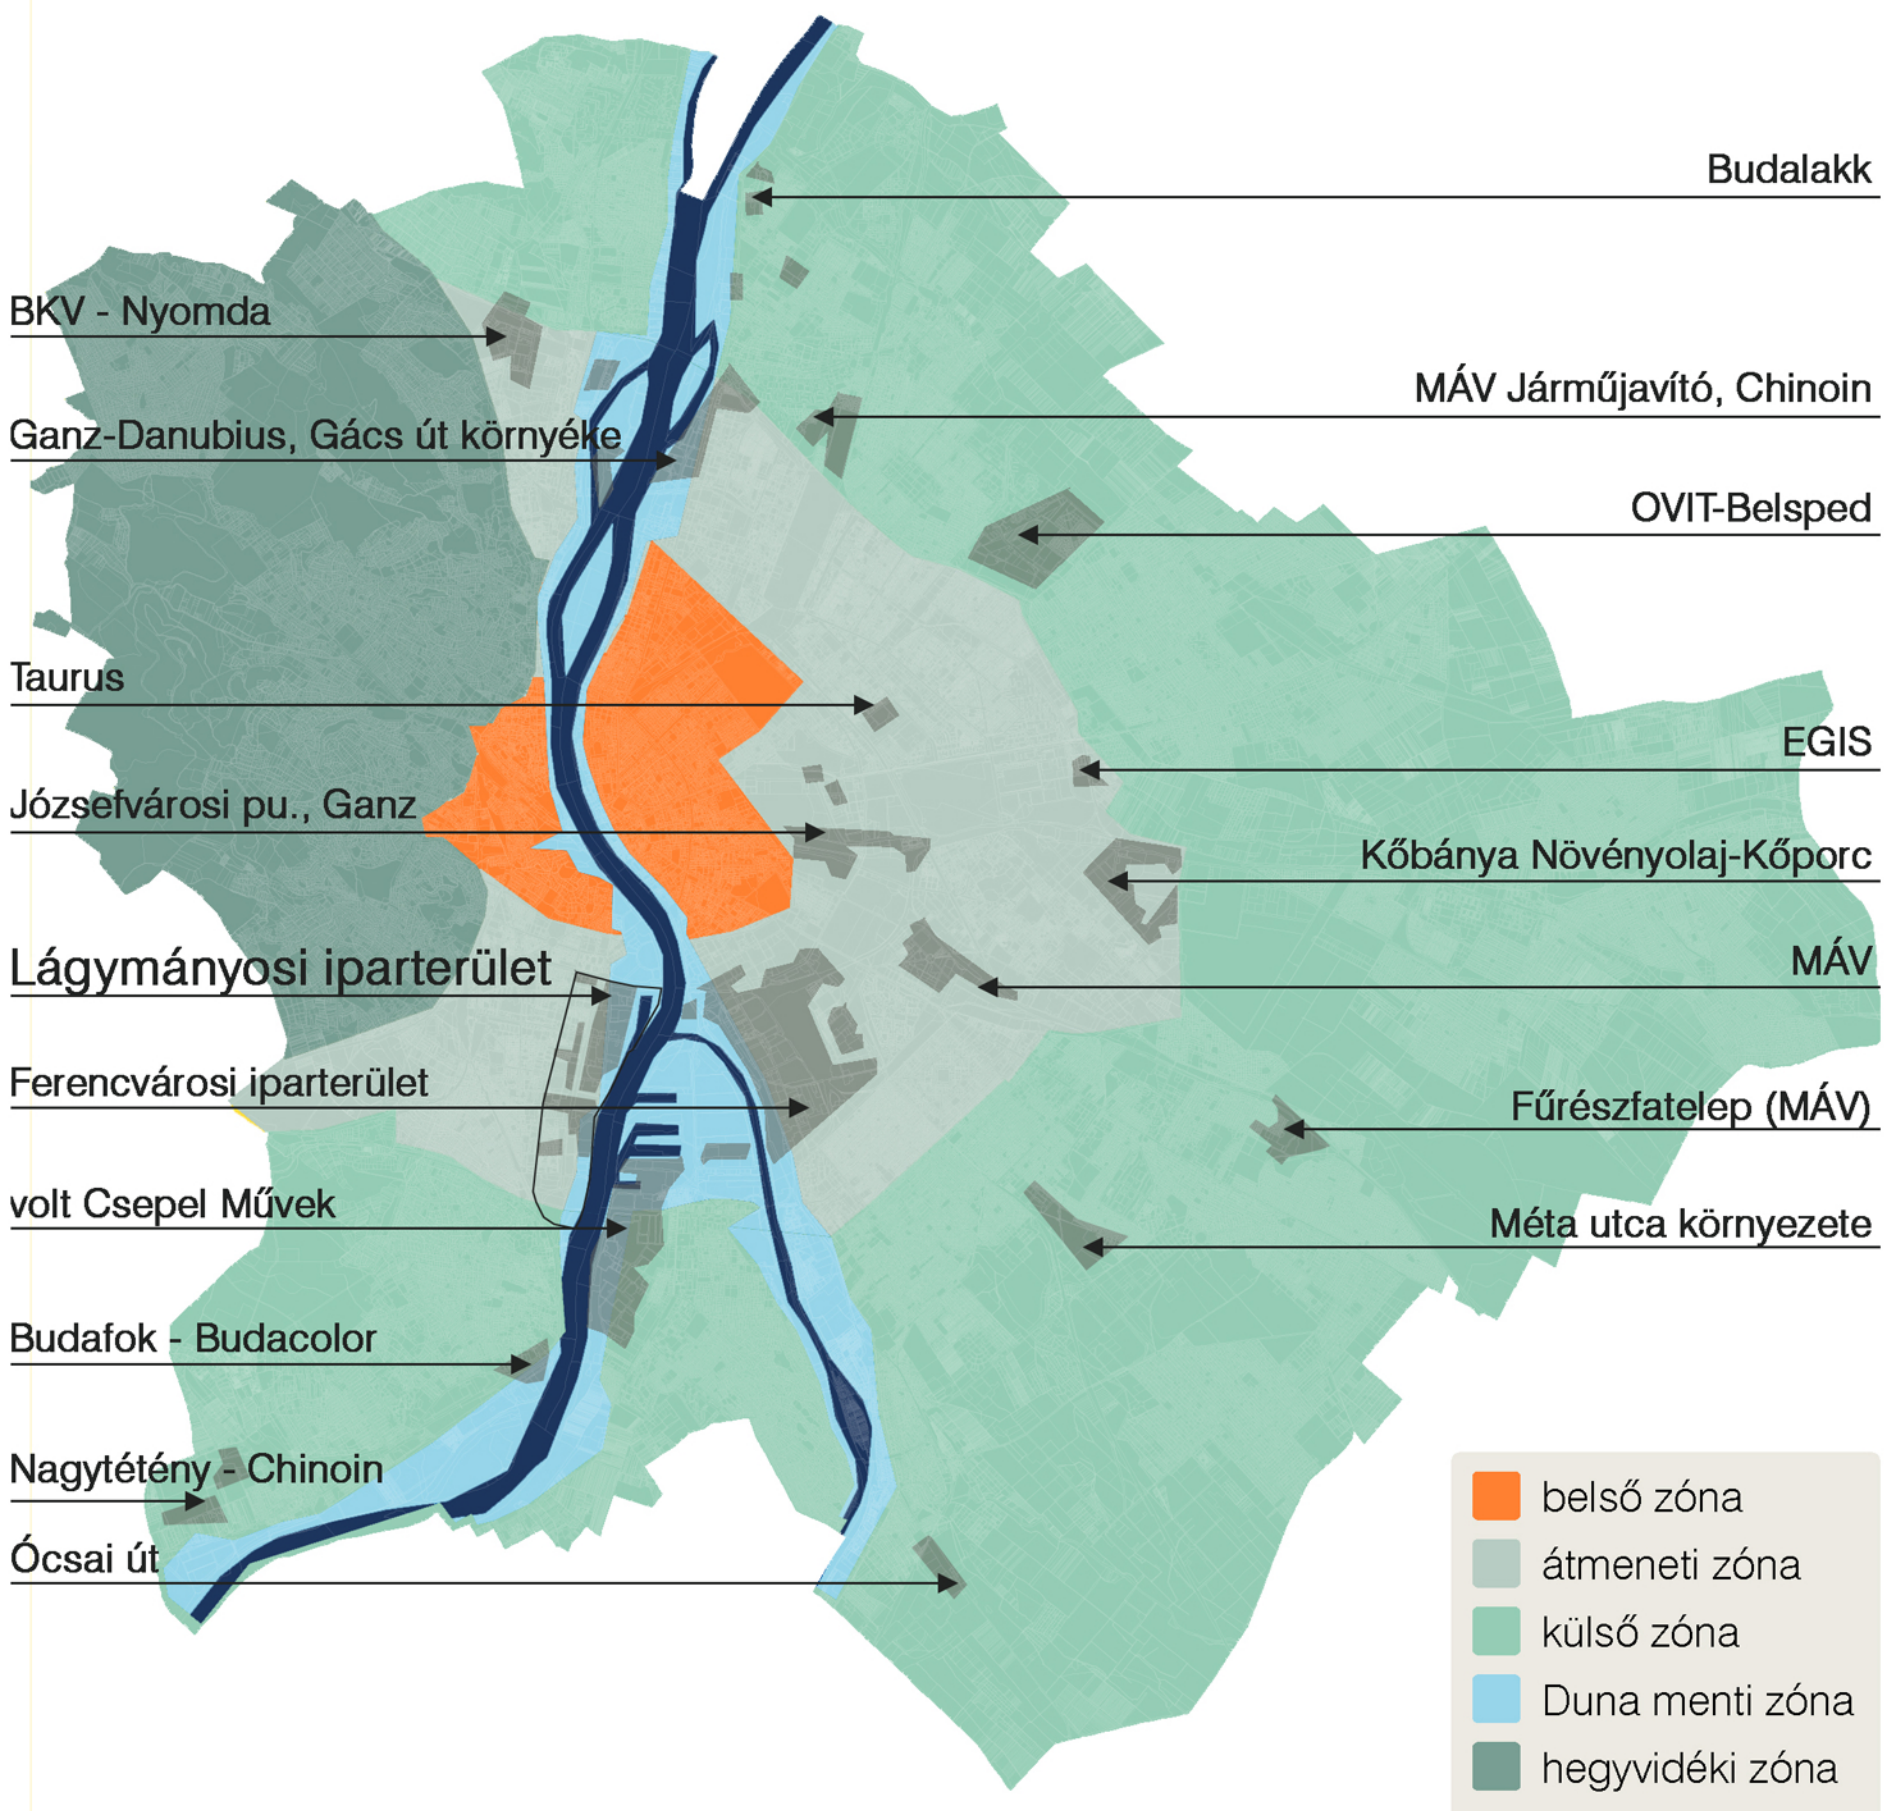 Budalakk
BKV - Nyomda
MÁV Járműjavító, Chinoin
Ganz-Danubius, Gács út környéke
OVIT-Belsped
Taurus
EGIS
Józsefvárosi pu., Ganz
Kőbánya Növényolaj-Kőporc
Lágymányosi iparterület
MÁV
Ferencvárosi iparterület
Fűrészfatelep (MÁV)
volt Csepel Művek
Méta utca környezete
Budafok - Budacolor
Nagytétény - Chinoin
Ócsai út
belső zóna
átmeneti zóna
külső zóna
Duna menti zóna
hegyvidéki zóna